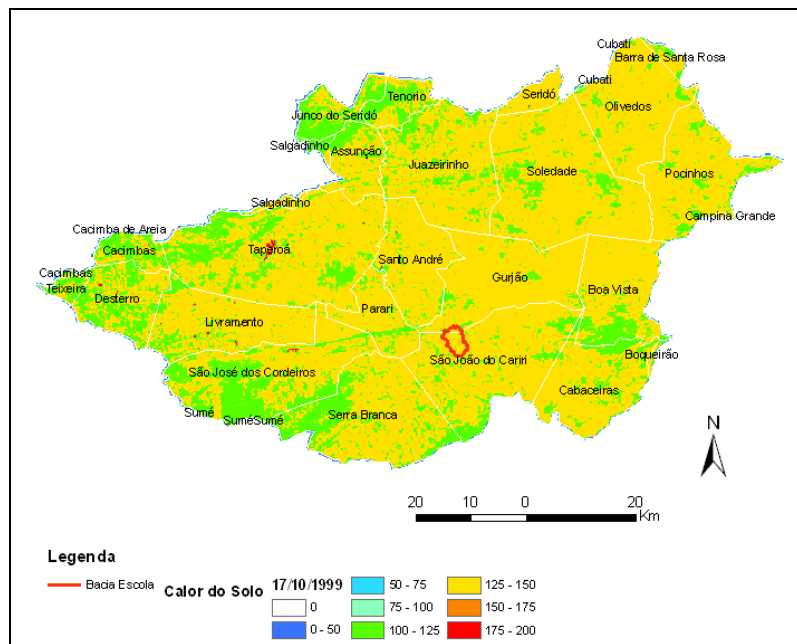 Cubati
Barra de Santa Rosa
Cubati
Tenorio
Seridó
Olivedos
Junco do Seridó
Salgadinho
Assunção
Juazeirinho
Soledade
Pocinhos
Salgadinho
Campina Grande
Cacimba de Areia
Cacimbas
Taperoá
Santo André
Gurjão
Cacimbas
Teixeira
Desterro
Boa Vista
Parari
Livramento
Boqueirão
São João do Cariri
São José dos Cordeiros
Cabaceiras
Sumé
SuméSumé
Serra Branca
N
20 10 0 20
Km
Legenda
Bacia Escola
Calor do Solo
17/10/1999
0
0 - 50
50 - 75
75 - 100
100 - 125
125 - 150
150 - 175
175 - 200